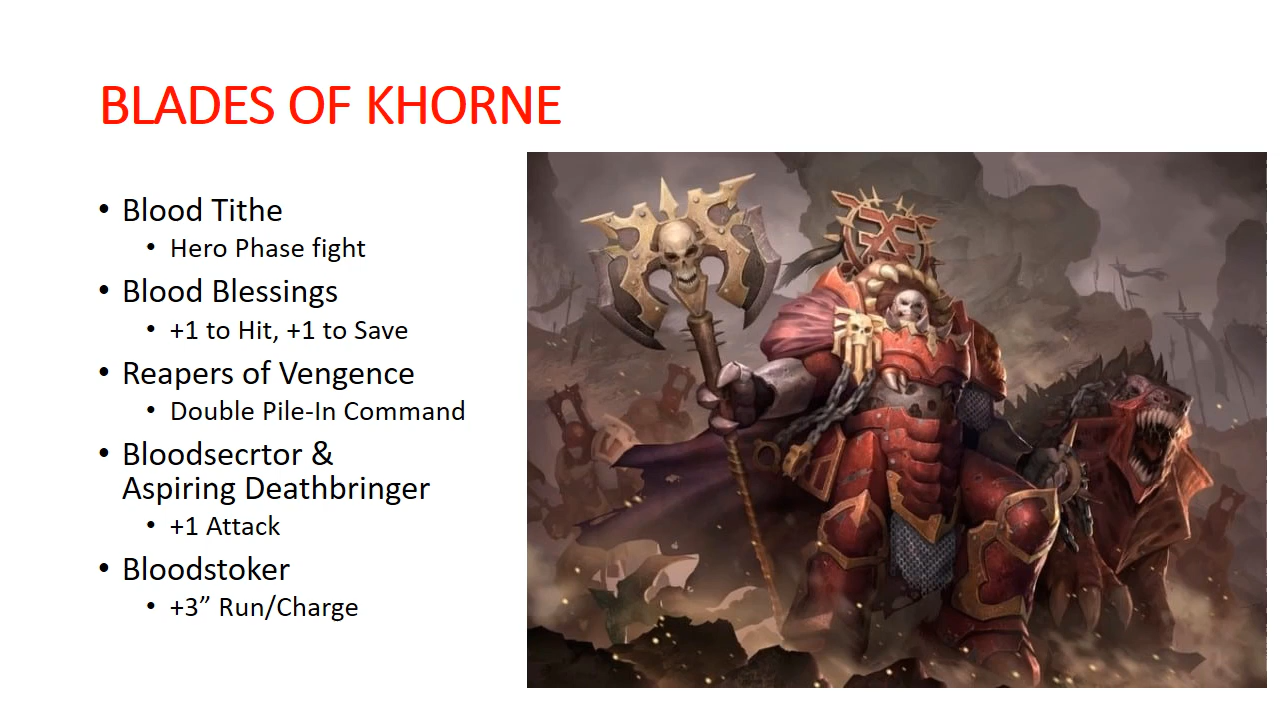 BLADES OF KHORNE
• Blood Tithe
• Hero Phase fight
• Blood Blessings
• +1 to Hit, +1 to Save
• Reapers of Vengence
• Double Pile-In Command
• Bloodsecrtor &
Aspiring Deathbringer
• +1 Attack
• Bloodstoker
• +3” Run/Charge